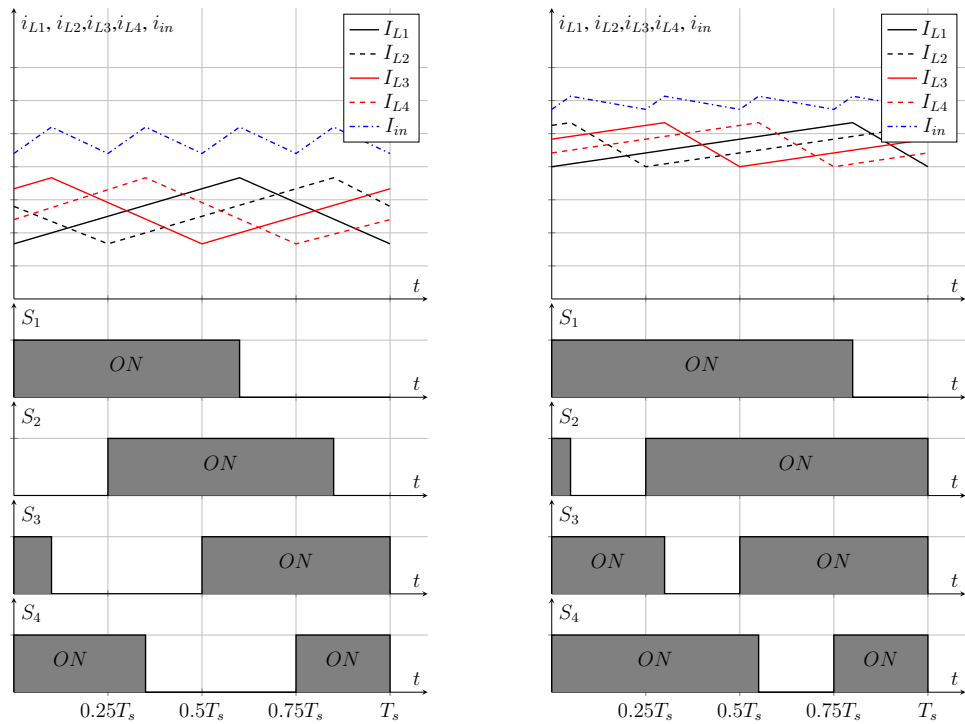 i_{L1}, i_{L2},i_{L3},i_{L4}, i_{in}
I_{L1}
I_{L2}
I_{L3}
I_{L4}
I_{in}
t
S_1
ON
t
S_2
ON
t
S_3
ON
t
S_4
ON
ON
t
0.25T_s
0.5T_s
0.75T_s
T_s
i_{L1}, i_{L2},i_{L3},i_{L4}, i_{in}
I_{L1}
I_{L2}
I_{L3}
I_{L4}
I_{in}
t
S_1
ON
t
S_2
ON
t
S_3
ON
ON
t
S_4
ON
ON
t
0.25T_s
0.5T_s
0.75T_s
T_s